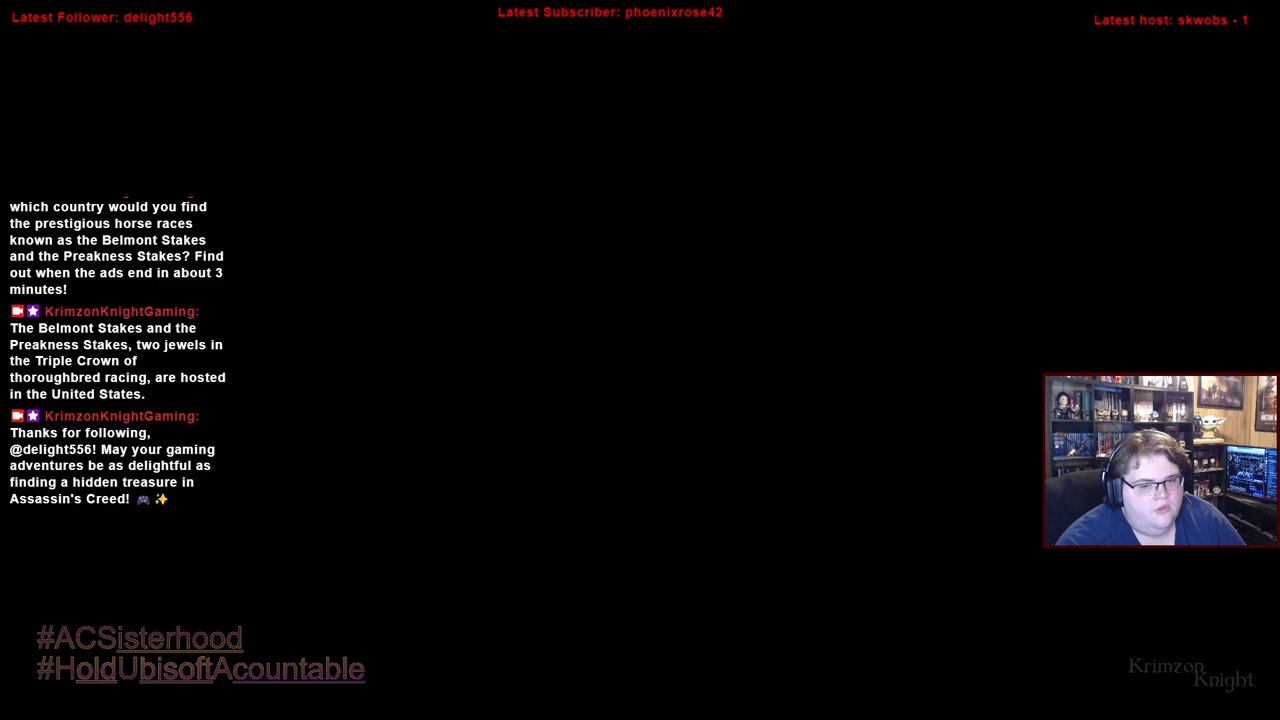 Latest Follower: delight556
Latest Subscriber: phoenixrose42
Latest host: skwobs - 1
which country would you find
the prestigious horse races
known as the Belmont Stakes
and the Preakness Stakes? Find
out when the ads end in about 3
minutes!
KrimzonKnightGaming:
The Belmont Stakes and the
Preakness Stakes, two jewels in
the Triple Crown of
thoroughbred racing, are hosted
in the United States.
KrimzonKnightGaming:
Thanks for following,
@delight556! May your gaming
adventures be as delightful as
finding a hidden treasure in
Assassin's Creed! 🎮 ✨
#ACSisterhood
#HoldUbisoftAcountable
Krimzon
Knight